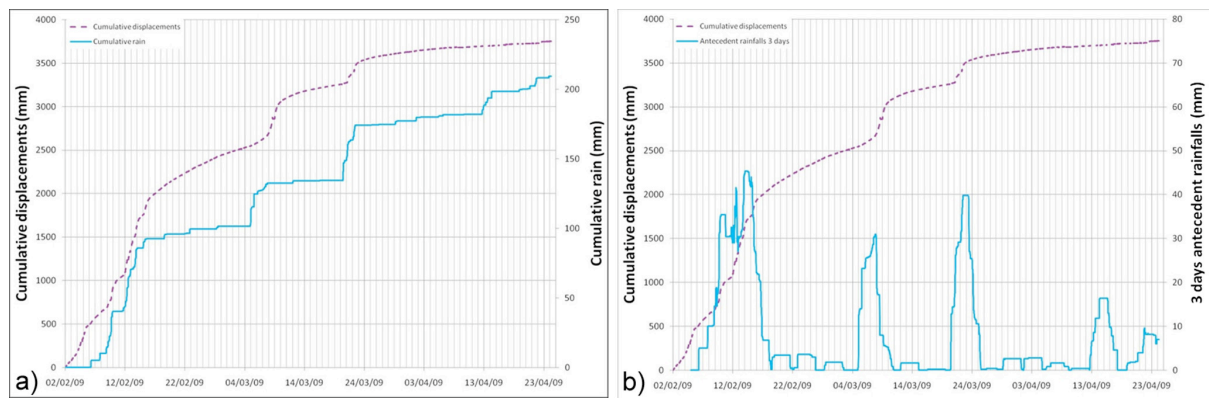 Cumulative displacements
Cumulative rain
4000
3500
3000
2500
2000
1500
1000
500
0
Cumulative displacements (mm)
250
200
150
100
50
0
Cumulative rain (mm)
02/02/09 12/02/09 22/02/09 04/03/09 14/03/09 24/03/09 03/04/09 13/04/09 23/04/09
a)
Cumulative displacements
Antecedent rainfalls 3 days
4000
3500
3000
2500
2000
1500
1000
500
0
Cumulative displacements (mm)
80
70
60
50
40
30
20
10
0
3 days antecedent rainfalls (mm)
02/02/09 12/02/09 22/02/09 04/03/09 14/03/09 24/03/09 03/04/09 13/04/09 23/04/09
b)